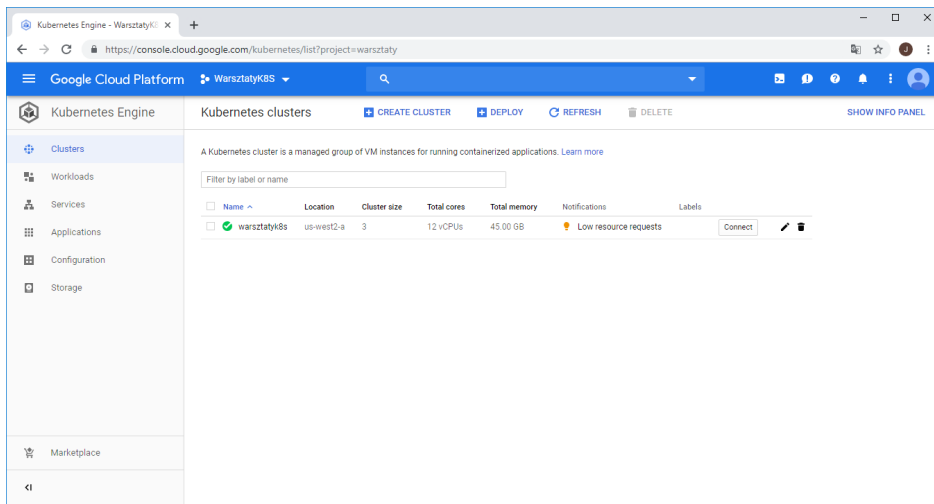 Kubernetes Engine - WarsztatyK
https://console.cloud.google.com/kubernetes/list?project=warsztaty
J
Google Cloud Platform WarsztatyK8S
Kubernetes Engine
Kubernetes clusters CREATE CLUSTER DEPLOY REFRESH DELETE SHOW INFO PANEL
Clusters
A Kubernetes cluster is a managed group of VM instances for running containerized applications. Learn more
Workloads
Filter by label or name
Services
Name Location Cluster size Total cores Total memory Notifications Labels
Applications
warsztatyk8s us-west2-a 3 12 vCPUs 45.00 GB Low resource requests Connect
Configuration
Storage
Marketplace